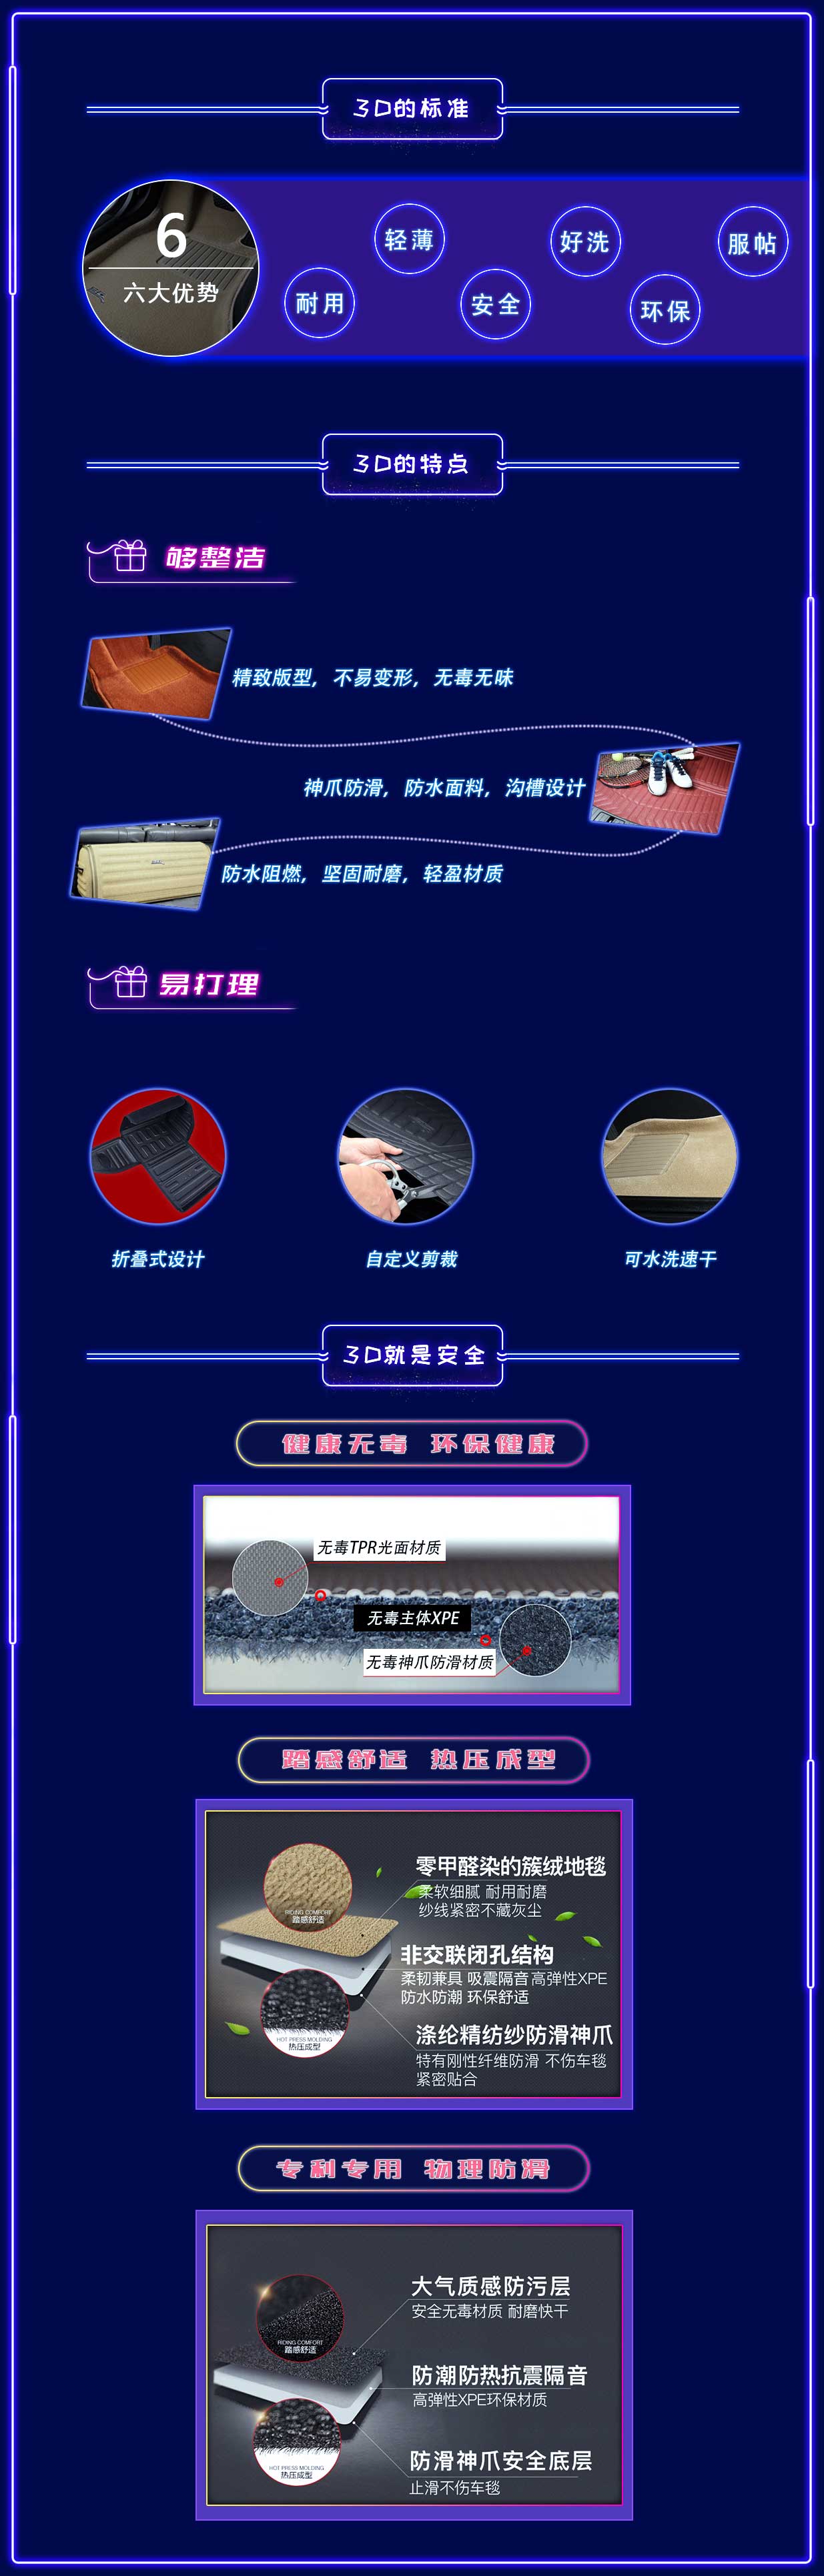 3D的标准
6
六大优势
轻薄
好洗
服帖
耐用
安全
环保
3D的特点
够整洁
精致版型，不易变形，无毒无味
神爪防滑，防水面料，沟槽设计
防水阻燃，坚固耐磨，轻盈材质
易打理
折叠式设计
自定义剪裁
可水洗速干
3D就是安全
健康无毒 环保健康
无毒TPR光面材质
无毒主体XPE
无毒神爪防滑材质
踏感舒适 热压成型
零甲醛染的簇绒地毯
柔软细腻 耐用耐磨
纱线紧密不藏灰尘
RIDING COMFORT
踏感舒适
非交联闭孔结构
柔韧兼具 吸震隔音高弹性XPE
防水防潮 环保舒适
涤纶精纺纱防滑神爪
HOT PRESS MOLDING
热压成型
特有刚性纤维防滑 不伤车毯
紧密贴合
专利专用 物理防滑
大气质感防污层
安全无毒材质 耐磨快干
RIDING COMFORT
踏感舒适
防潮防热抗震隔音
高弹性XPE环保材质
防滑神爪安全底层
HOT PRESS MOLDING
热压成型
止滑不伤车毯